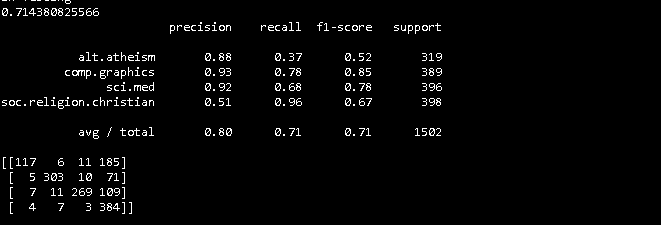 0.714380825566
precision recall f1-score support
alt.atheism 0.88 0.37 0.52 319
comp.graphics 0.93 0.78 0.85 389
sci.med 0.92 0.68 0.78 396
soc.religion.christian 0.51 0.96 0.67 398
avg / total 0.80 0.71 0.71 1502
[[117 6 11 185]
[ 5 303 10 71]
[ 7 11 269 109]
[ 4 7 3 384]]